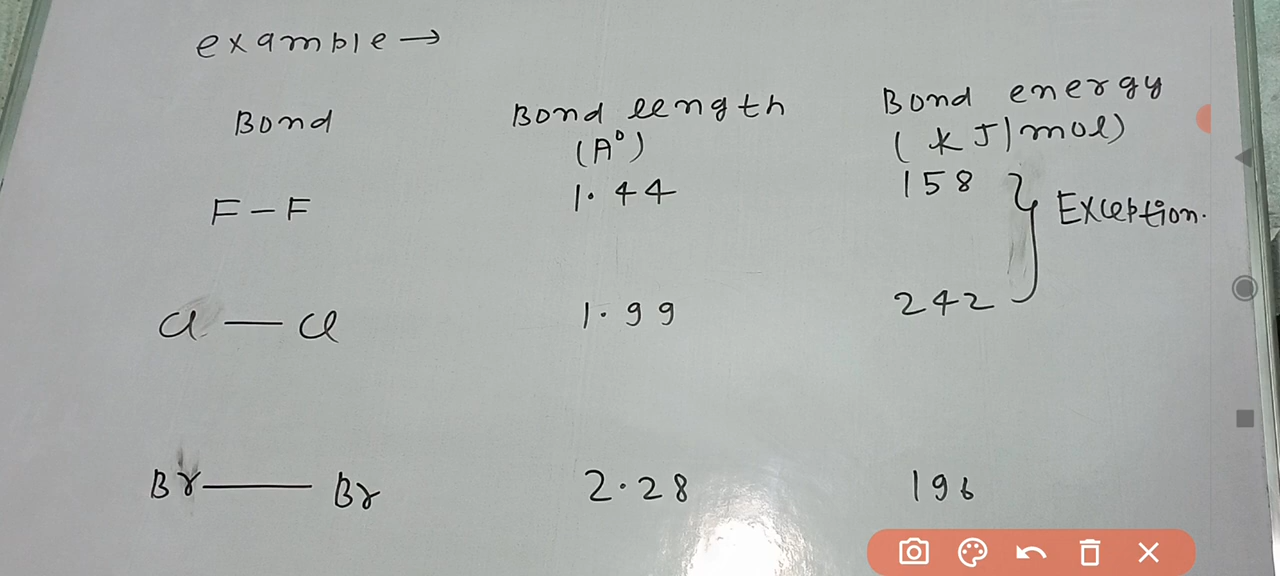 example →
Bond Bond length Bond energy
(A°) (KJ/mol)
F-F 1.44 158 } Exception.
Cl — Cl 1.99 242
Br — Br 2.28 196